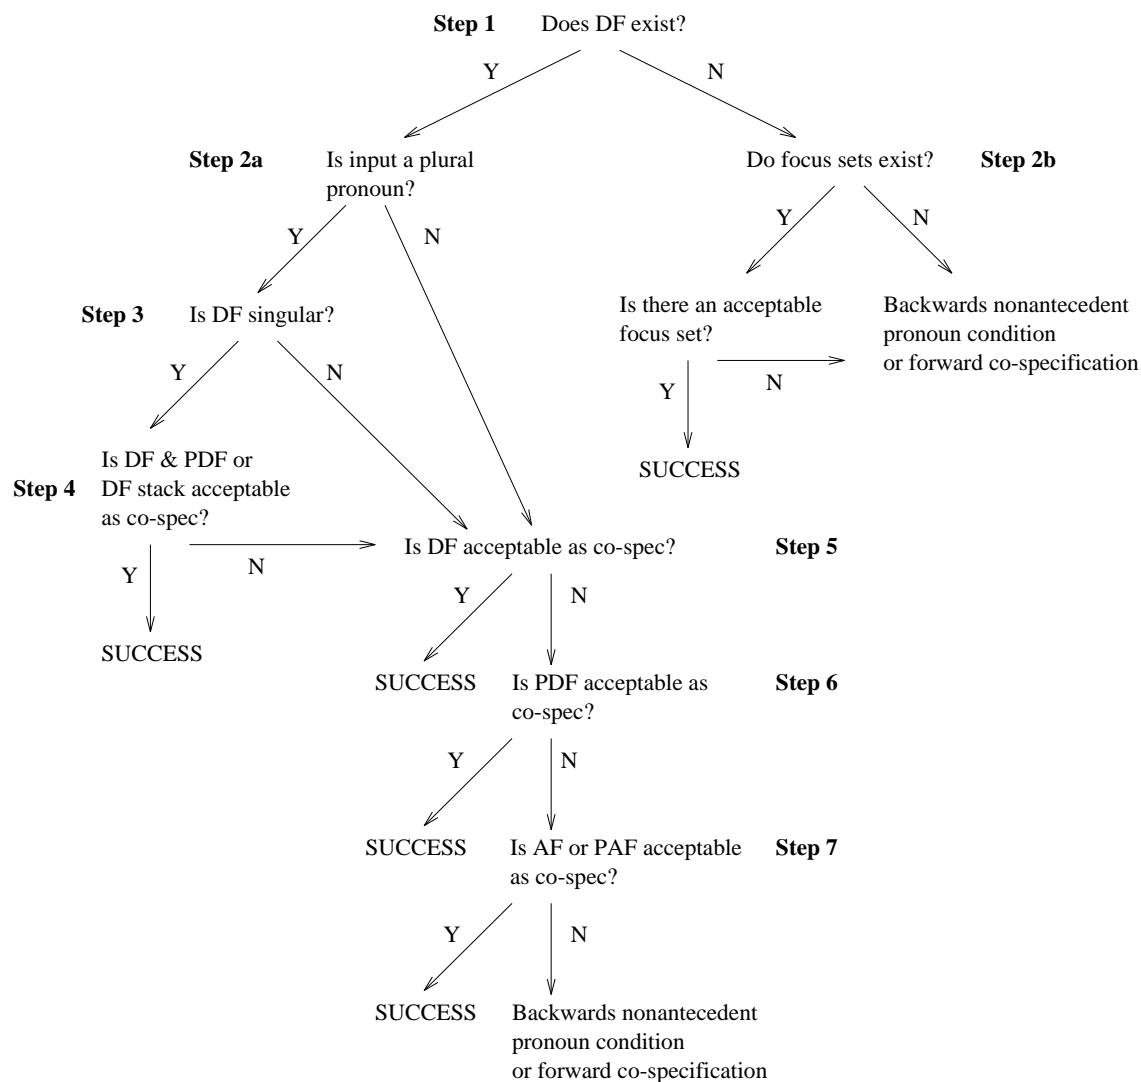 Step 1 Does DF exist?
Y N
Step 2a Is input a plural
pronoun?
Do focus sets exist? Step 2b
Y N
Y N
Step 3 Is DF singular?
Is there an acceptable
focus set?
Backwards nonantecedent
pronoun condition
or forward co-specification
Y N
Y N
SUCCESS
Step 4
Is DF & PDF or
DF stack acceptable
as co-spec?
Y N
SUCCESS
Is DF acceptable as co-spec? Step 5
Y N
SUCCESS
Is PDF acceptable as
co-spec?
Step 6
Y N
SUCCESS
Is AF or PAF acceptable
as co-spec?
Step 7
Y N
SUCCESS
Backwards nonantecedent
pronoun condition
or forward co-specification